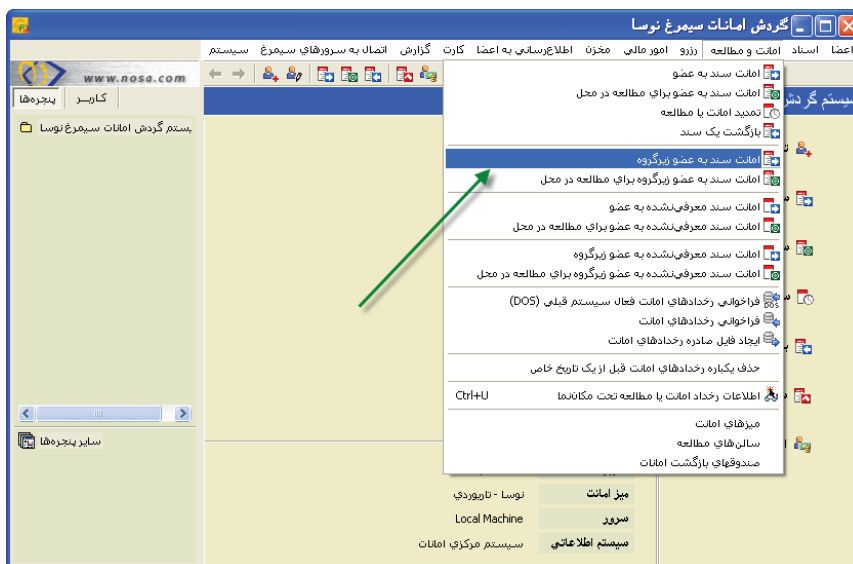 گردش امانات سیمرغ نوسا
اعضا اسناد امانت و مطالعه رزرو امور مالي مخزن اطلاع‌رساني به اعضا کارت گزارش اتصال به سرورهاي سيمرغ سيستم
www.nosa.com
کاربر
پنجره‌ها
گردش امانات سيمرغ نوسا
ساير پنجره‌ها
امانت سند به عضو
امانت سند به عضو براي مطالعه در محل
تمديد امانت يا مطالعه
بازگشت يک سند
امانت سند به عضو زيرگروه
امانت سند به عضو زيرگروه براي مطالعه در محل
امانت سند معرفي‌نشده به عضو
امانت سند معرفي‌نشده به عضو براي مطالعه در محل
امانت سند معرفي‌نشده به عضو زيرگروه
امانت سند معرفي‌نشده به عضو زيرگروه براي مطالعه در محل
فراخواني رخدادهاي امانت فعال سيستم قبلي (DOS)
فراخواني رخدادهاي امانت
ايجاد فايل صادره رخدادهاي امانت
حذف يکباره رخدادهاي امانت قبل از يک تاريخ خاص
اطلاعات رخداد امانت يا مطالعه تحت مکان‌نما Ctrl+U
ميزهاي امانت
سالن‌هاي مطالعه
صندوقهاي بازگشت امانات
ميز امانت نوسا - تاريوردي
سرور Local Machine
سيستم اطلاعاتي سيستم مرکزي امانات